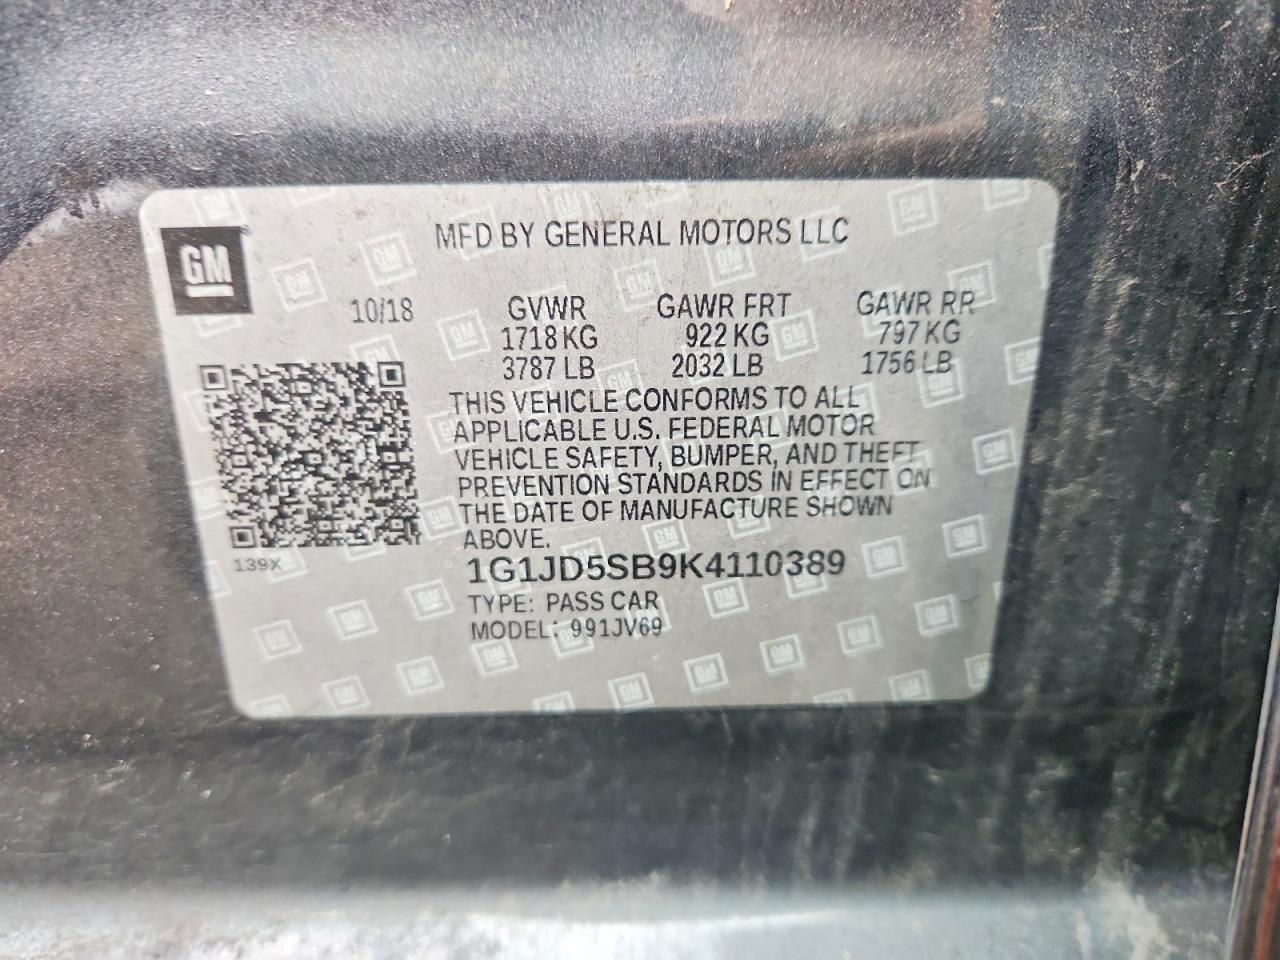 GM
MFD BY GENERAL MOTORS LLC
10/18 GVWR GAWR FRT GAWR RR
1718 KG 922 KG 797 KG
3787 LB 2032 LB 1756 LB
THIS VEHICLE CONFORMS TO ALL
APPLICABLE U.S. FEDERAL MOTOR
VEHICLE SAFETY, BUMPER, AND THEFT
PREVENTION STANDARDS IN EFFECT ON
THE DATE OF MANUFACTURE SHOWN
ABOVE.
139X
1G1JD5SB9K4110389
TYPE: PASS CAR
MODEL: 991JV69